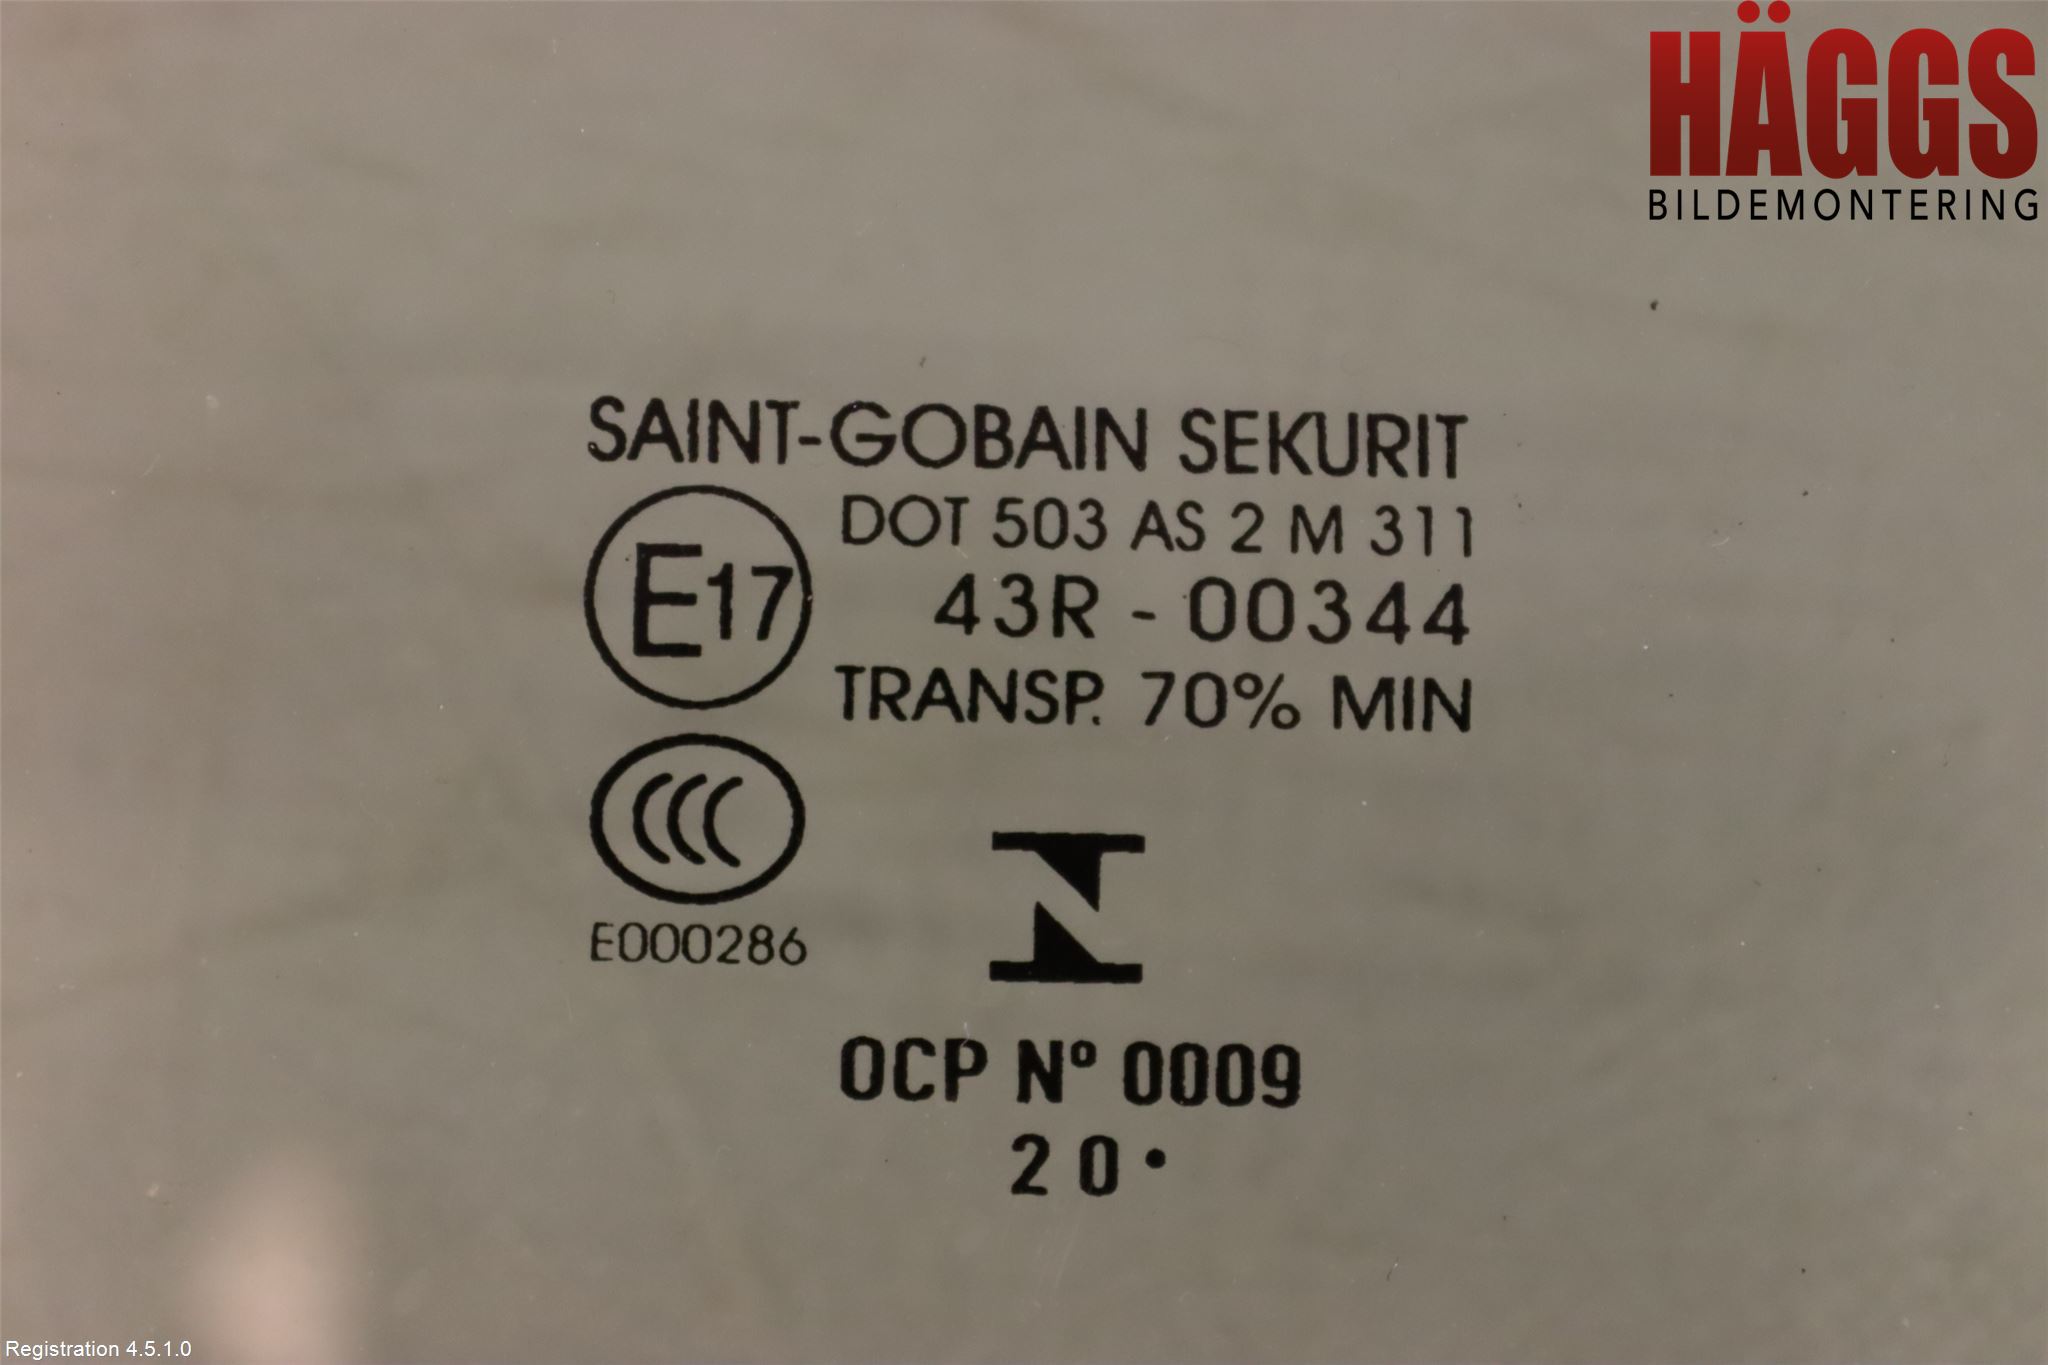 HÄGGS
BILDEMONTERING
SAINT-GOBAIN SEKURIT
DOT 503 AS 2 M 311
E17
43R - 00344
TRANSP. 70% MIN
CCC
E000286
N
OCP Nº 0009
20•
Registration 4.5.1.0